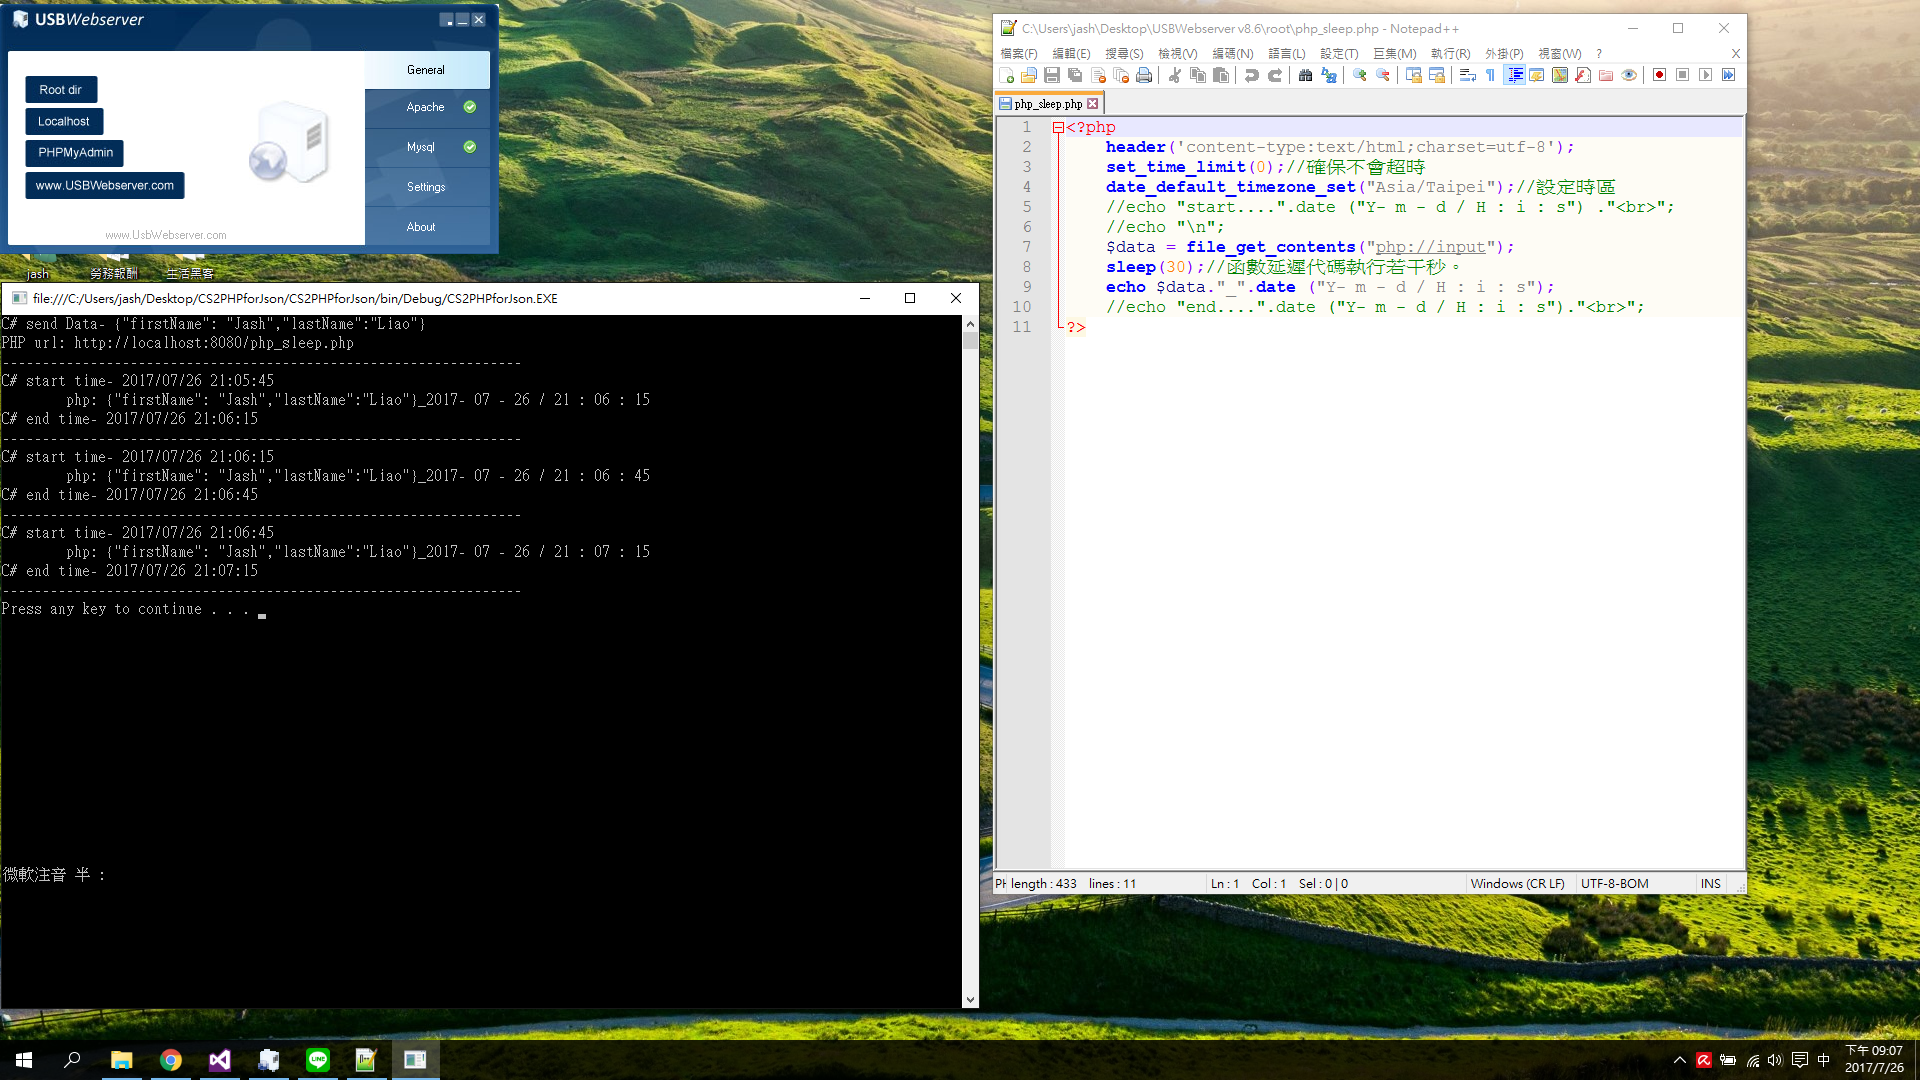 USBWebserver
General
Root dir
Localhost
PHPMyAdmin
www.USBWebserver.com
Apache
Mysql
Settings
About
www.UsbWebserver.com
jash
勞務報酬
生活黑客
file:///C:/Users/jash/Desktop/CS2PHPforJson/CS2PHPforJson/bin/Debug/CS2PHPforJson.EXE
C# send Data- {"firstName": "Jash","lastName":"Liao"}
PHP url: http://localhost:8080/php_sleep.php
----------------------------------------------------------------
C# start time- 2017/07/26 21:05:45
php: {"firstName": "Jash","lastName":"Liao"}_2017- 07 - 26 / 21 : 06 : 15
C# end time- 2017/07/26 21:06:15
----------------------------------------------------------------
C# start time- 2017/07/26 21:06:15
php: {"firstName": "Jash","lastName":"Liao"}_2017- 07 - 26 / 21 : 06 : 45
C# end time- 2017/07/26 21:06:45
----------------------------------------------------------------
C# start time- 2017/07/26 21:06:45
php: {"firstName": "Jash","lastName":"Liao"}_2017- 07 - 26 / 21 : 07 : 15
C# end time- 2017/07/26 21:07:15
----------------------------------------------------------------
Press any key to continue . . .
微軟注音 半 :
C:\Users\jash\Desktop\USBWebserver v8.6\root\php_sleep.php - Notepad++
檔案(F) 編輯(E) 搜尋(S) 檢視(V) 編碼(N) 語言(L) 設定(T) 巨集(M) 執行(R) 外掛(P) 視窗(W) ? X
php_sleep.php
1 <?php
2 header('content-type:text/html;charset=utf-8');
3 set_time_limit(0);//確保不會超時
4 date_default_timezone_set("Asia/Taipei");//設定時區
5 //echo "start....".date ("Y- m - d / H : i : s") ."<br>";
6 //echo "\n";
7 $data = file_get_contents("php://input");
8 sleep(30);//函數延遲代碼執行若干秒。
9 echo $data."_".date ("Y- m - d / H : i : s");
10 //echo "end....".date ("Y- m - d / H : i : s")."<br>";
11 ?>
PH length : 433 lines : 11 Ln : 1 Col : 1 Sel : 0 | 0 Windows (CR LF) UTF-8-BOM INS
LINE
中
下午 09:07
2017/7/26